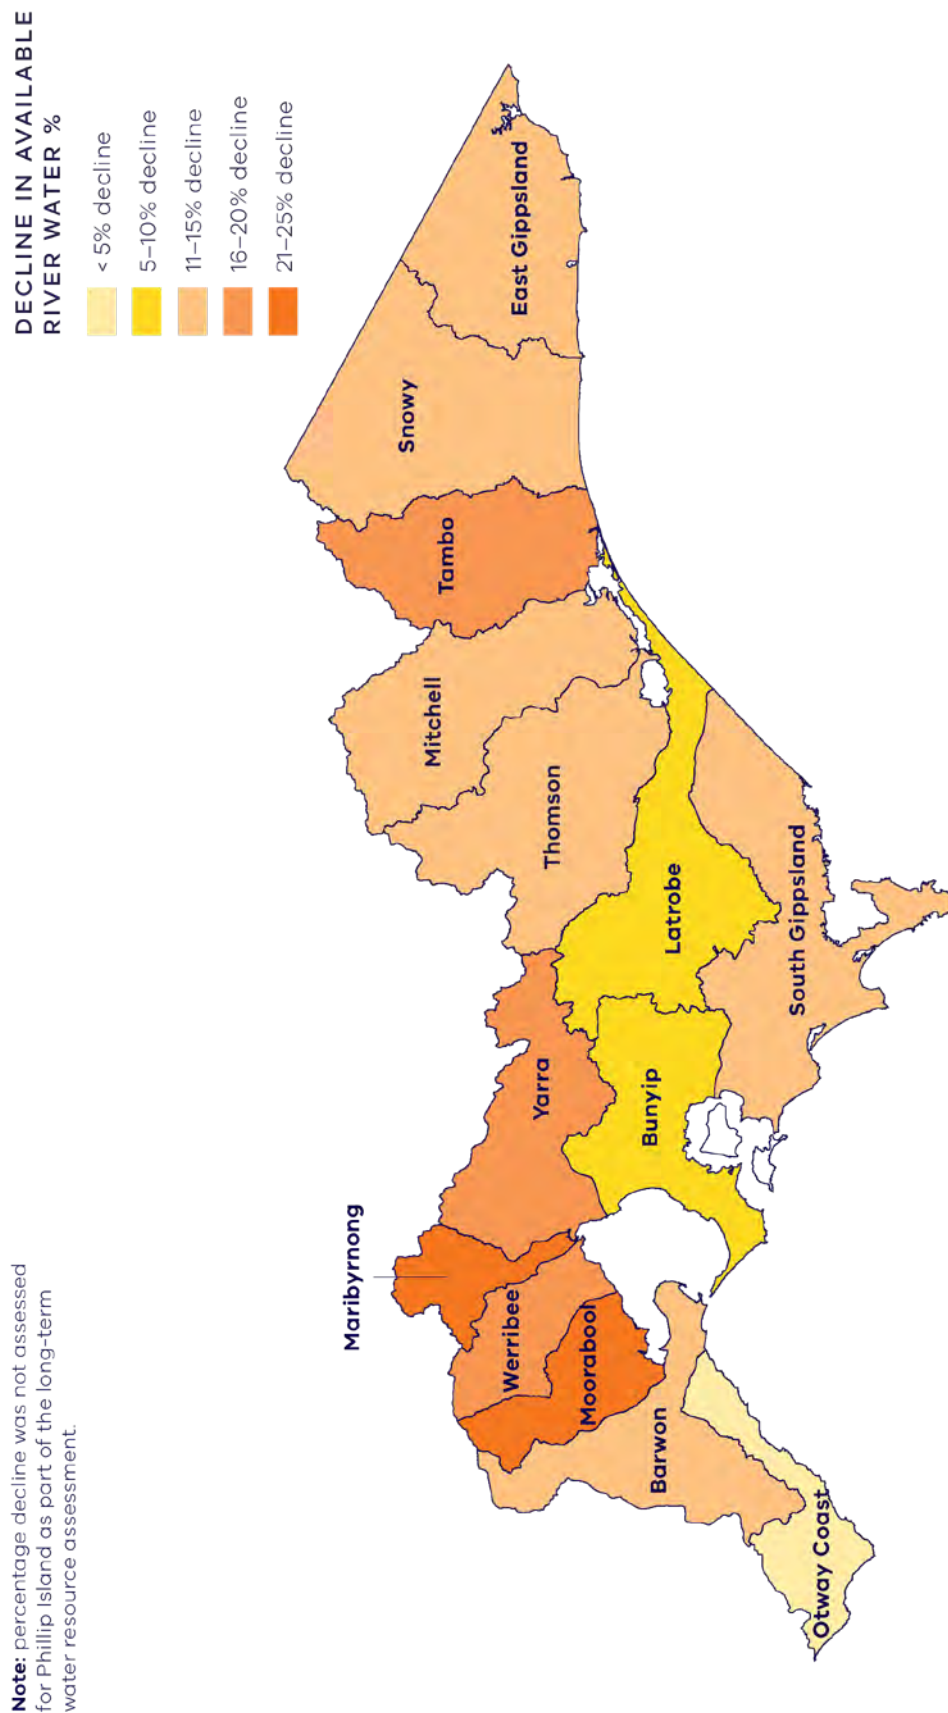 DECLINE IN AVAILABLE
RIVER WATER %
< 5% decline
5–10% decline
11–15% decline
16–20% decline
21–25% decline
Note: percentage decline was not assessed
for Phillip Island as part of the long-term
water resource assessment.
Maribyrnong
Werribee
Moorabool
Barwon
Otway Coast
Yarra
Bunyip
Latrobe
South Gippsland
Thomson
Mitchell
Tambo
Snowy
East Gippsland